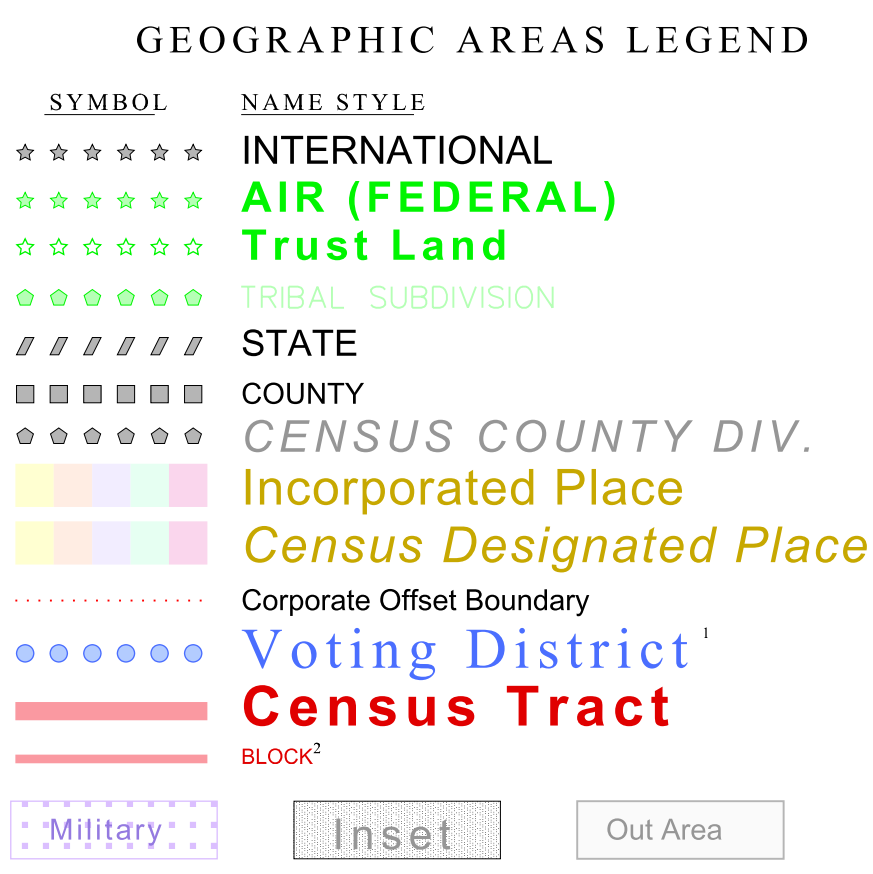 GEOGRAPHIC AREAS LEGEND
SYMBOL NAME STYLE
INTERNATIONAL
AIR (FEDERAL)
Trust Land
TRIBAL SUBDIVISION
STATE
COUNTY
CENSUS COUNTY DIV.
Incorporated Place
Census Designated Place
Corporate Offset Boundary
Voting District ¹
Census Tract
BLOCK²
Military Inset Out Area